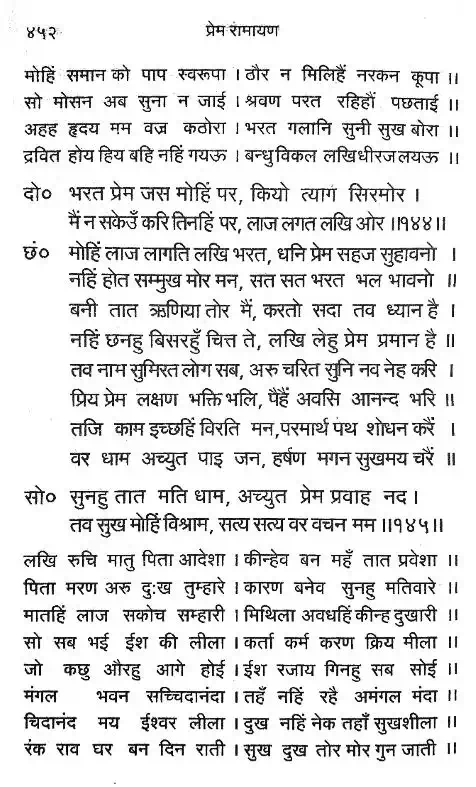 ४५२ प्रेम रामायण
मोहिं समान को पाप स्वरूपा । ठौर न मिलिहैं नरकन कूपा ॥
सो मोसन अब सुना न जाई । श्रवण परत रहिहौं पछताई ॥
अहह हृदय मम वज्र कठोरा । भरत गलानि सुनी सुख बोरा ॥
द्रवित होय हिय बहि नहिं गयऊ । बन्धु विकल लखि धीरज लयऊ ॥
दो० भरत प्रेम जस मोहिं पर, कियो त्याग सिरमोर ।
मैं न सकेउँ करि तिनहिं पर, लाज लगत लखि ओर ॥१४४॥
छं० मोहिं लाज लागति लखि भरत, धनि प्रेम सहज सुहावनो ।
नहिं होत सम्मुख मोर मन, सत सत भरत भल भावनो ॥
बनी तात ऋणिया तोर मैं, करतो सदा तव ध्यान है ।
नहिं छनहु बिसरहुँ चित्त ते, लखि लेहु प्रेम प्रमान है ॥
तव नाम सुमिरत लोग सब, अरु चरित सुनि नव नेह करि ।
प्रिय प्रेम लक्षण भक्ति भलि, पैहैं अवसि आनन्द भरि ॥
तजि काम इच्छहिं विरति मन, परमार्थ पंथ शोधन करैं ।
वर धाम अच्युत पाइ जन, हर्षण मगन सुखमय चरैं ॥
सो० सुनहु तात मति धाम, अच्युत प्रेम प्रवाह नद ।
तव सुख मोहिं विश्राम, सत्य सत्य वर वचन मम ॥१४५॥
लखि रुचि मातु पिता आदेशा । कीन्हेव बन महँ तात प्रवेशा ॥
पिता मरण अरु दुःख तुम्हारे । कारण बनेव सुनहु मतिवारे ॥
मातहिं लाज सकोच सम्हारी । मिथिला अवधहिं कीन्ह दुखारी ॥
सो सब भई ईश की लीला । कर्ता कर्म करण क्रिय मीला ॥
जो कछु औरहु आगे होई । ईश रजाय गिनहु सब सोई ॥
मंगल भवन सच्चिदानंदा । तहँ नहिं रहै अमंगल मंदा ॥
चिदानंद मय ईश्वर लीला । दुख नहिं नेक तहाँ सुखशीला ॥
रंक राव घर बन दिन राती । सुख दुख तोर मोर गुन जाती ॥